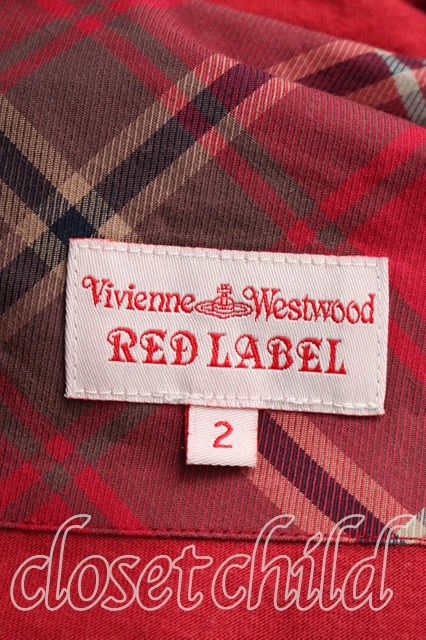 Vivienne Westwood
RED LABEL
2
closet child